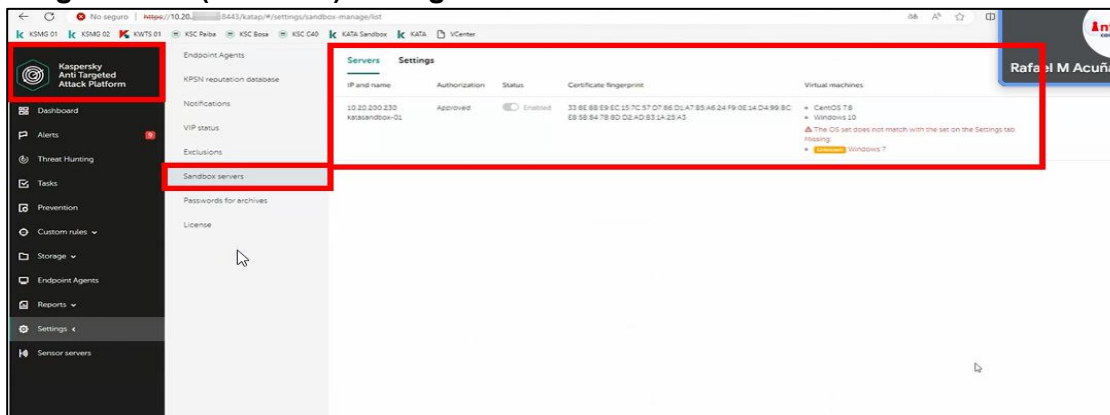 No seguro
https://10.20. 8443/katap/#/settings/sandbox-manage/list
KSMG 01
KSMG 02
KWTS 01
KSC Paiba
KSC Bosa
KSC C40
KATA Sandbox
KATA
VCenter
Kaspersky
Anti Targeted
Attack Platform
Dashboard
Alerts
Threat Hunting
Tasks
Prevention
Custom rules
Storage
Endpoint Agents
Reports
Settings
Sensor servers
Endpoint Agents
KPSN reputation database
Notifications
VIP status
Exclusions
Sandbox servers
Passwords for archives
License
Servers Settings
IP and name Authorization Status Certificate fingerprint Virtual machines
10.20.200.230
katasandbox-01
Approved
Enabled
CentOS 7.8
Windows 10
The OS set does not match with the set on the Settings tab.
Missing:
Unknown Windows 7
Rafael M Acuña